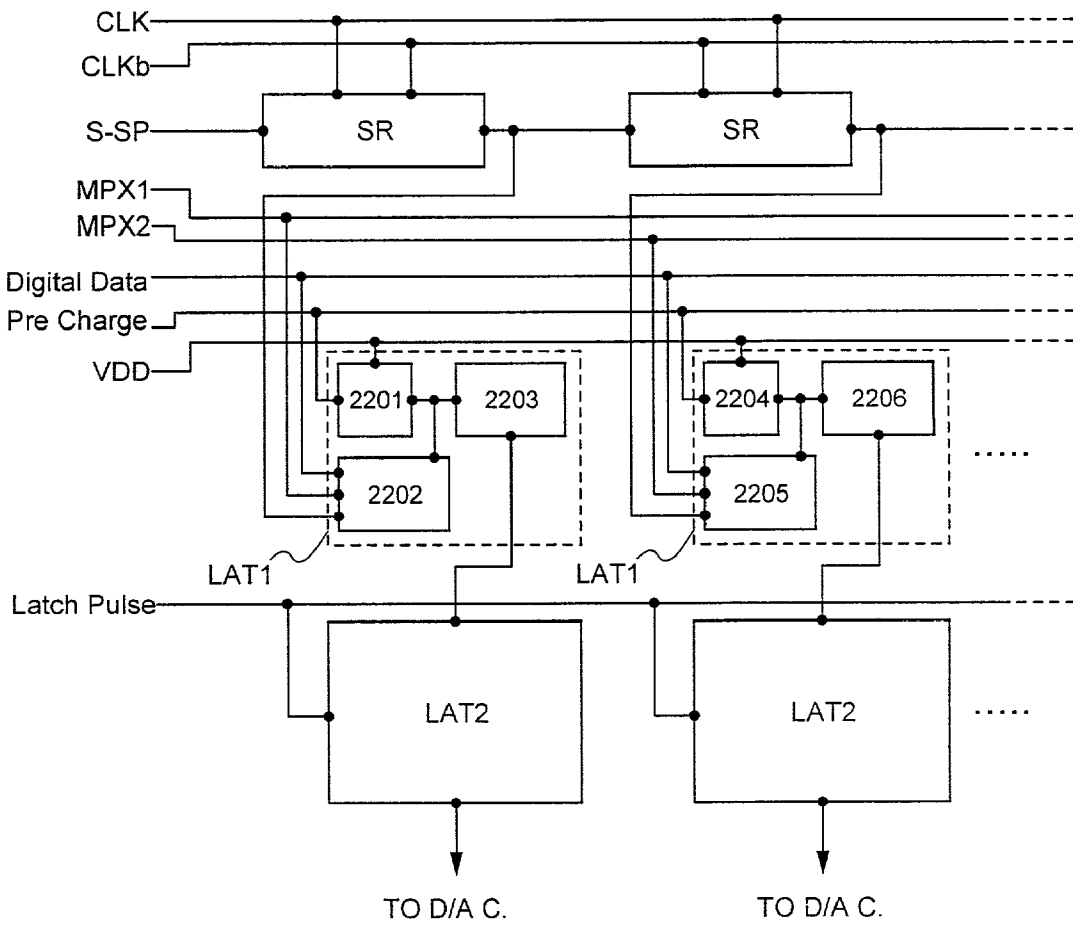 CLK
CLKb
S-SP
SR
SR
MPX1
MPX2
Digital Data
Pre Charge
VDD
2201
2203
2204
2206
2202
2205
LAT1
LAT1
Latch Pulse
LAT2
LAT2
TO D/A C.
TO D/A C.